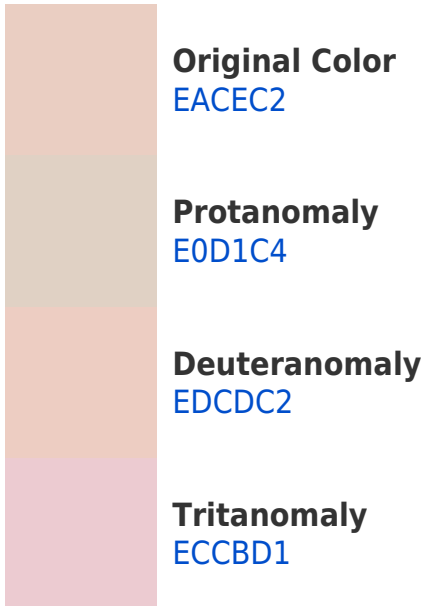 Original Color
EACEC2
Protanomaly
E0D1C4
Deuteranomaly
EDCDC2
Tritanomaly
ECCBD1